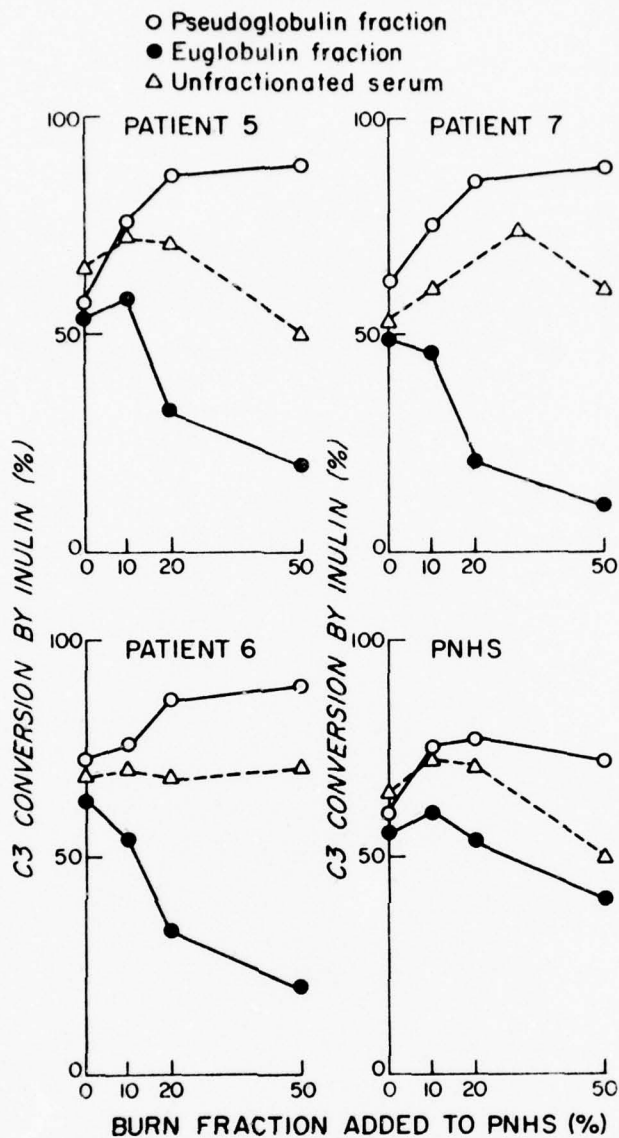 Pseudoglobulin fraction
Euglobulin fraction
Unfractionated serum
PATIENT 5
100
50
0
0 10 20 50
PATIENT 7
100
50
0
0 10 20 50
PATIENT 6
100
50
0
0 10 20 50
PNHS
100
50
0
0 10 20 50
C3 CONVERSION BY INULIN (%)
C3 CONVERSION BY INULIN (%)
BURN FRACTION ADDED TO PNHS (%)